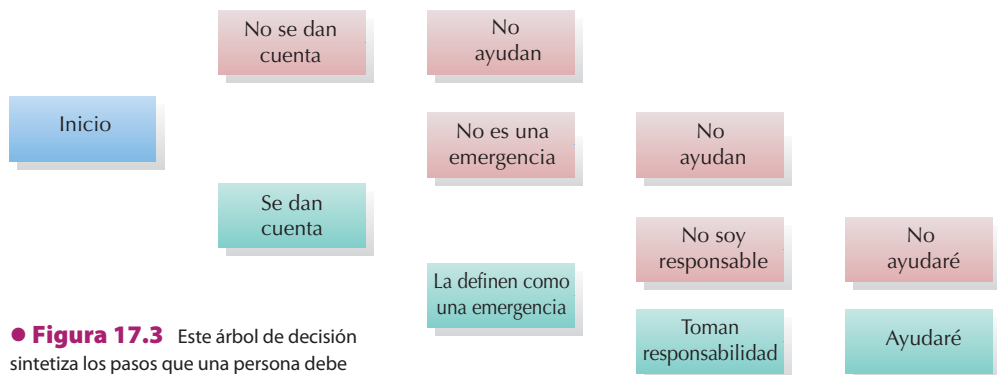 No se dan
cuenta
No
ayudan
Inicio
No es una
emergencia
No
ayudan
Se dan
cuenta
No soy
responsable
No
ayudaré
La definen como
una emergencia
Toman
responsabilidad
Ayudaré
● Figura 17.3 Este árbol de decisión
sintetiza los pasos que una persona debe